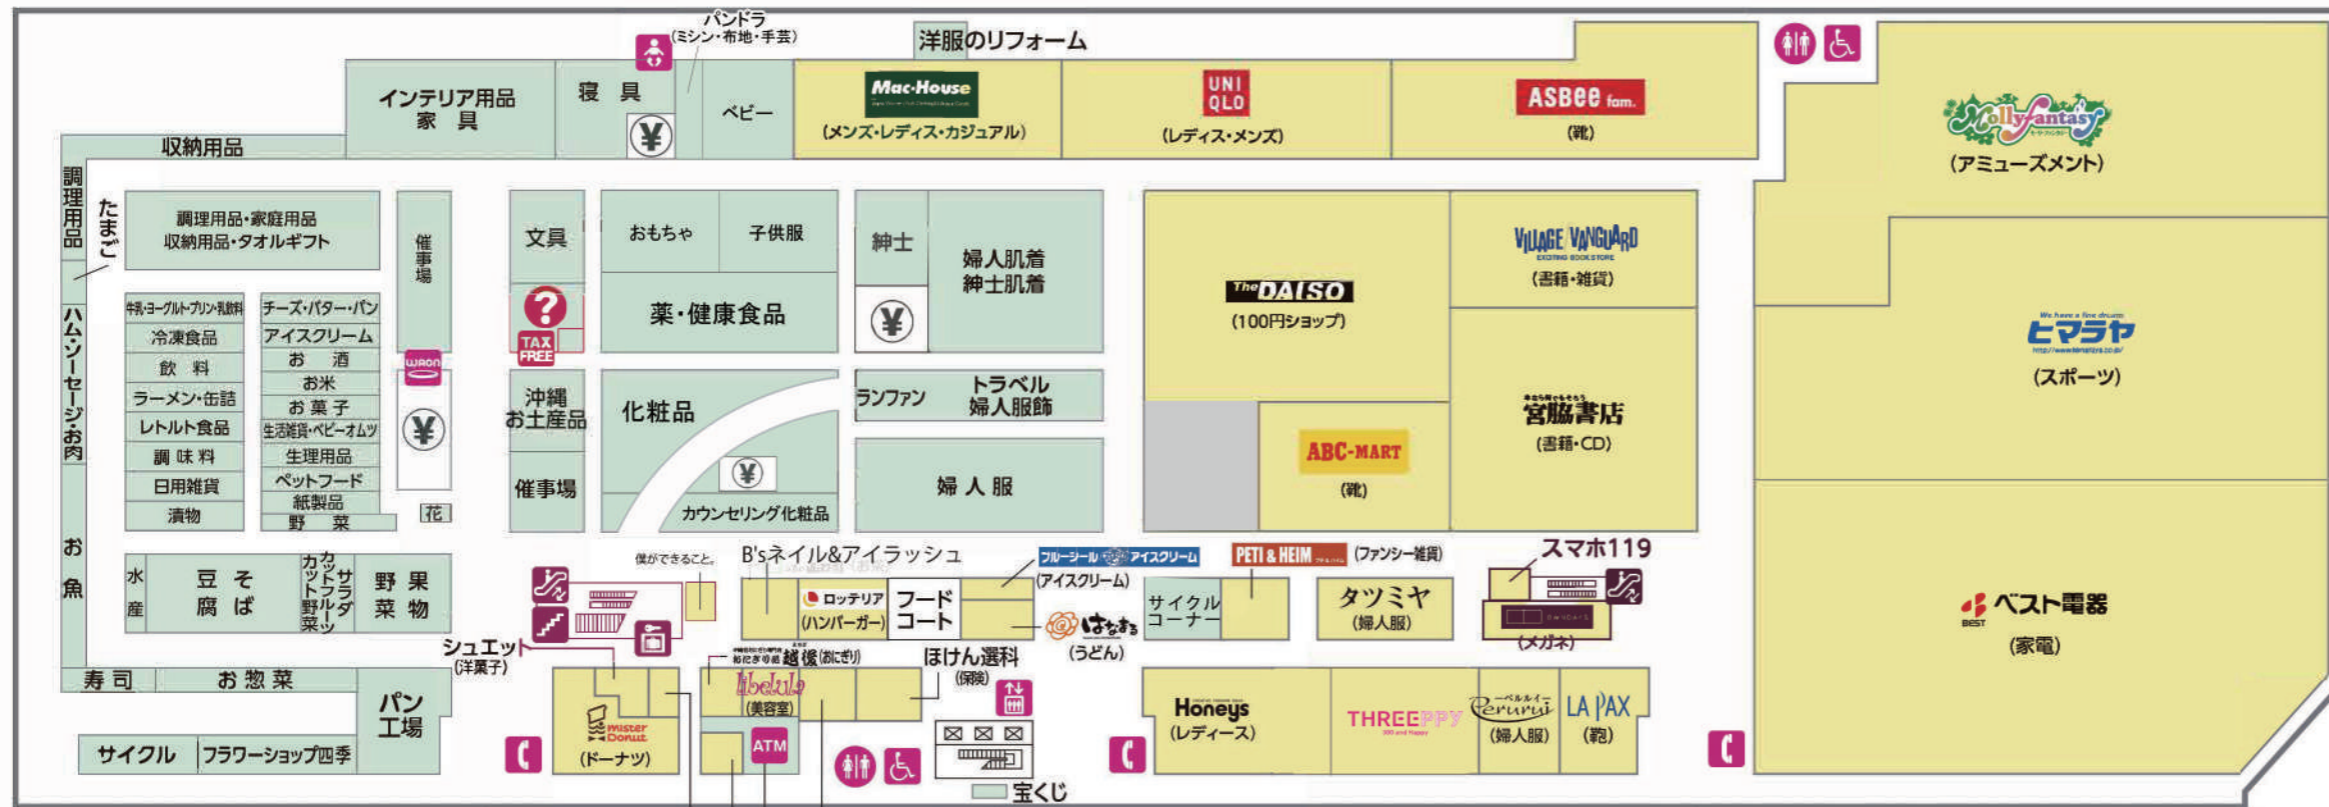 パンドラ
(ミシン・布地・手芸)
洋服のリフォーム
インテリア用品
家 具
寝 具
¥
ベビー
Mac-House
(メンズ・レディス・カジュアル)
UNI
QLO
(レディス・メンズ)
ASBee fam.
(靴)
Mollyfantasy
(アミューズメント)
収納用品
調理用品
たまご
ハム・ソーセージ・お肉
お魚
調理用品・家庭用品
収納用品・タオルギフト
催事場
文具
?
TAX
FREE
おもちゃ
子供服
薬・健康食品
紳士
¥
婦人肌着
紳士肌着
The DAISO
(100円ショップ)
VILLAGE/VANGUARD
EXCITING BOOK STORE
(書籍・雑貨)
We have a fine dream
ヒマラヤ
(スポーツ)
牛乳・ヨーグルト・プリン・乳飲料
冷凍食品
飲 料
ラーメン・缶詰
レトルト食品
調 味 料
日用雑貨
漬物
チーズ・バター・パン
アイスクリーム
お 酒
お米
お菓子
生活雑貨・ベビーオムツ
生理用品
ペットフード
紙製品
野 菜
WAON
¥
花
沖縄
お土産品
催事場
化粧品
¥
カウンセリング化粧品
ランファン
トラベル
婦人服飾
婦 人 服
ABC-MART
(靴)
宮脇書店
(書籍・CD)
水産
豆腐
そば
カット野菜
カットフルーツ
サラダ
野菜
果物
僕ができること。
B'sネイル&アイラッシュ
ロッテリア
(ハンバーガー)
フード
コート
ブルーシール アイスクリーム
(アイスクリーム)
はなまる
(うどん)
サイクル
コーナー
PETI & HEIM
(ファンシー雑貨)
タツミヤ
(婦人服)
スマホ119
(メガネ)
BEST
ベスト電器
(家電)
寿司
お惣菜
パン
工場
サイクル
フラワーショップ四季
シュエット
(洋菓子)
mister
Donut
(ドーナツ)
越後(おにぎり)
libelula
(美容室)
ATM
ほけん選科
(保険)
宝くじ
Honeys
(レディース)
THREEPPY
ペルルイ
Perurui
(婦人服)
LA PAX
(鞄)